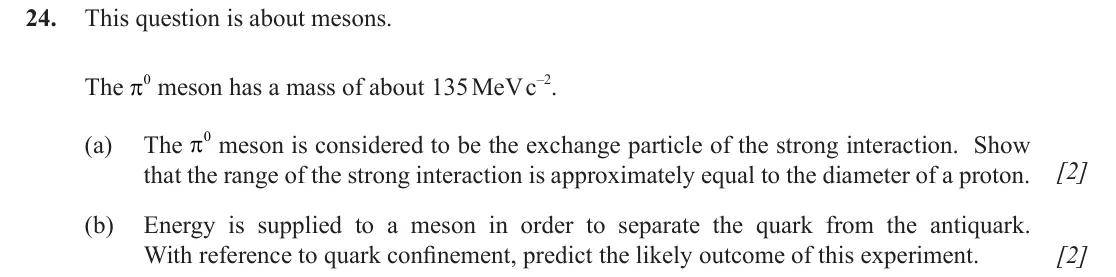 24. This question is about mesons.
The π⁰ meson has a mass of about 135 MeV c⁻².
(a) The π⁰ meson is considered to be the exchange particle of the strong interaction. Show
that the range of the strong interaction is approximately equal to the diameter of a proton. [2]
(b) Energy is supplied to a meson in order to separate the quark from the antiquark.
With reference to quark confinement, predict the likely outcome of this experiment. [2]